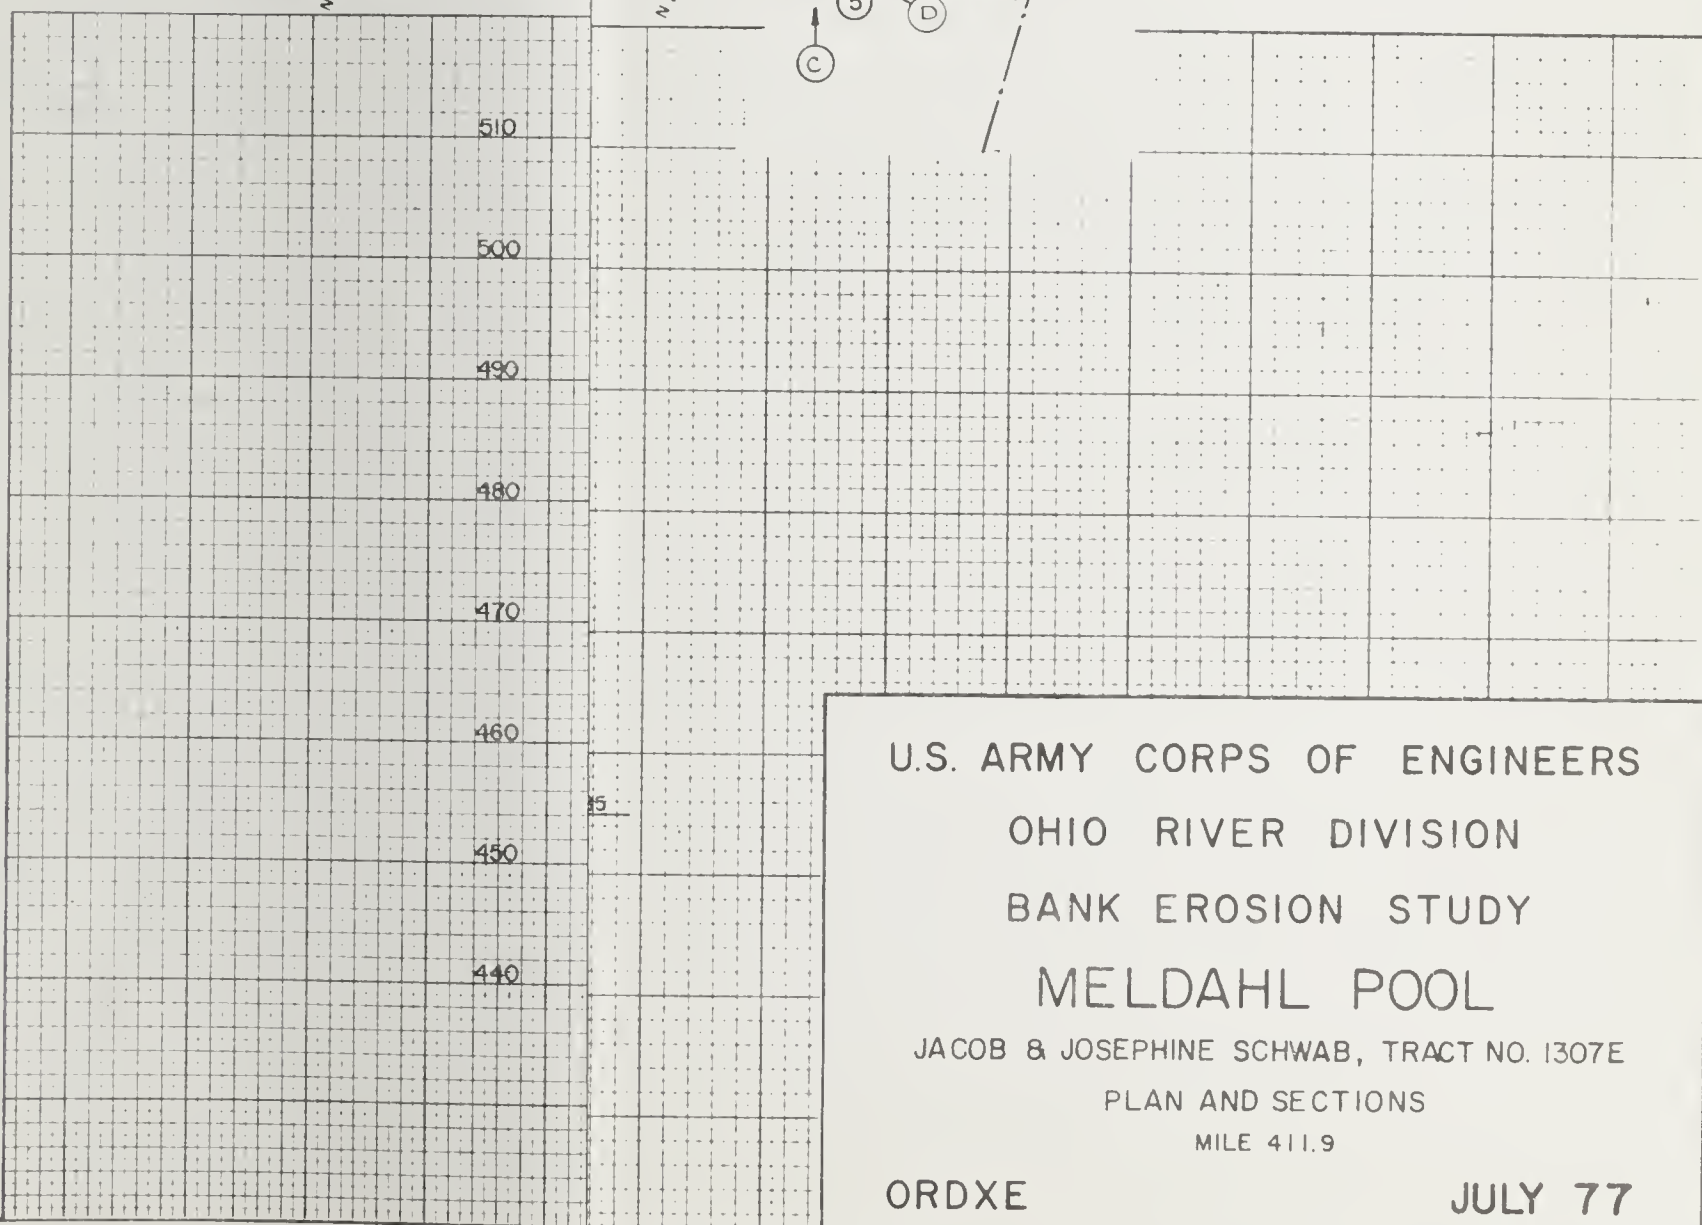 5
D
C
510
500
490
480
470
460
450
440
U.S. ARMY CORPS OF ENGINEERS
OHIO RIVER DIVISION
BANK EROSION STUDY
MELDAHL POOL
JACOB & JOSEPHINE SCHWAB, TRACT NO. 1307E
PLAN AND SECTIONS
MILE 411.9
ORDXE JULY 77